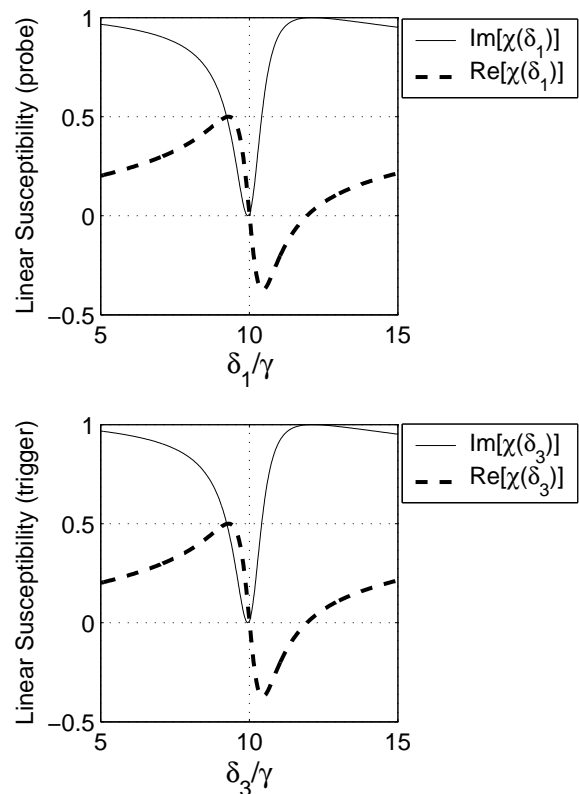 Linear Susceptibility (probe)
1
0.5
0
−0.5
5
10
15
δ₁/γ
Im[χ(δ₁)]
Re[χ(δ₁)]
Linear Susceptibility (trigger)
1
0.5
0
−0.5
5
10
15
δ₃/γ
Im[χ(δ₃)]
Re[χ(δ₃)]